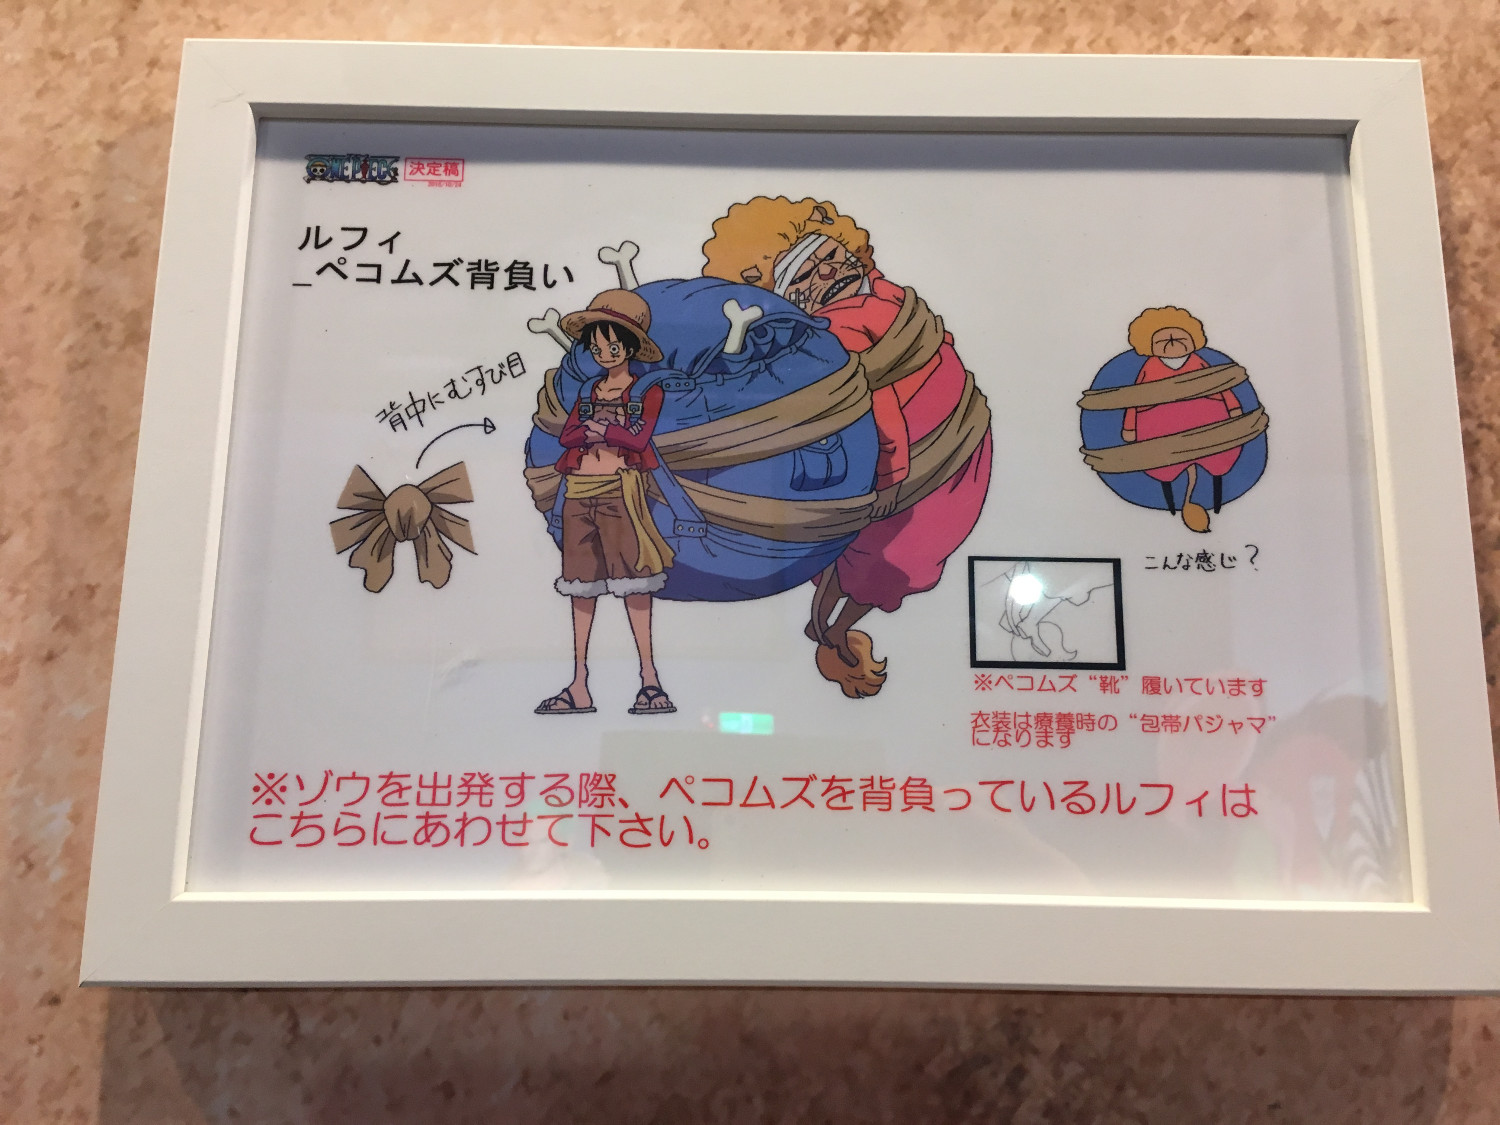 ONE PIECE 決定稿
ルフィ
_ペコムズ背負い
背中にむすび目
こんな感じ?
※ペコムズ“靴”履いています
衣装は療養時の“包帯パジャマ”
になります
※ゾウを出発する際、ペコムズを背負っているルフィは
こちらにあわせて下さい。